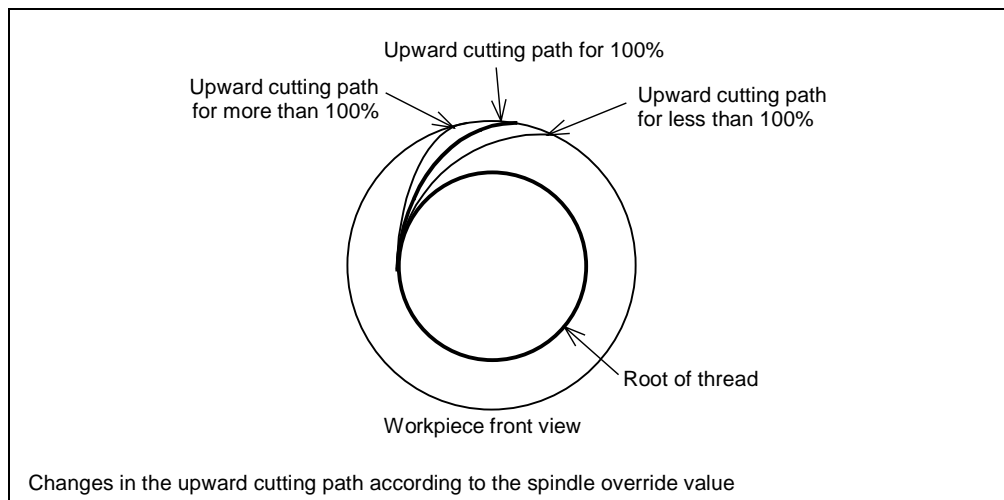 Upward cutting path for 100%
Upward cutting path
for more than 100%
Upward cutting path
for less than 100%
Root of thread
Workpiece front view
Changes in the upward cutting path according to the spindle override value